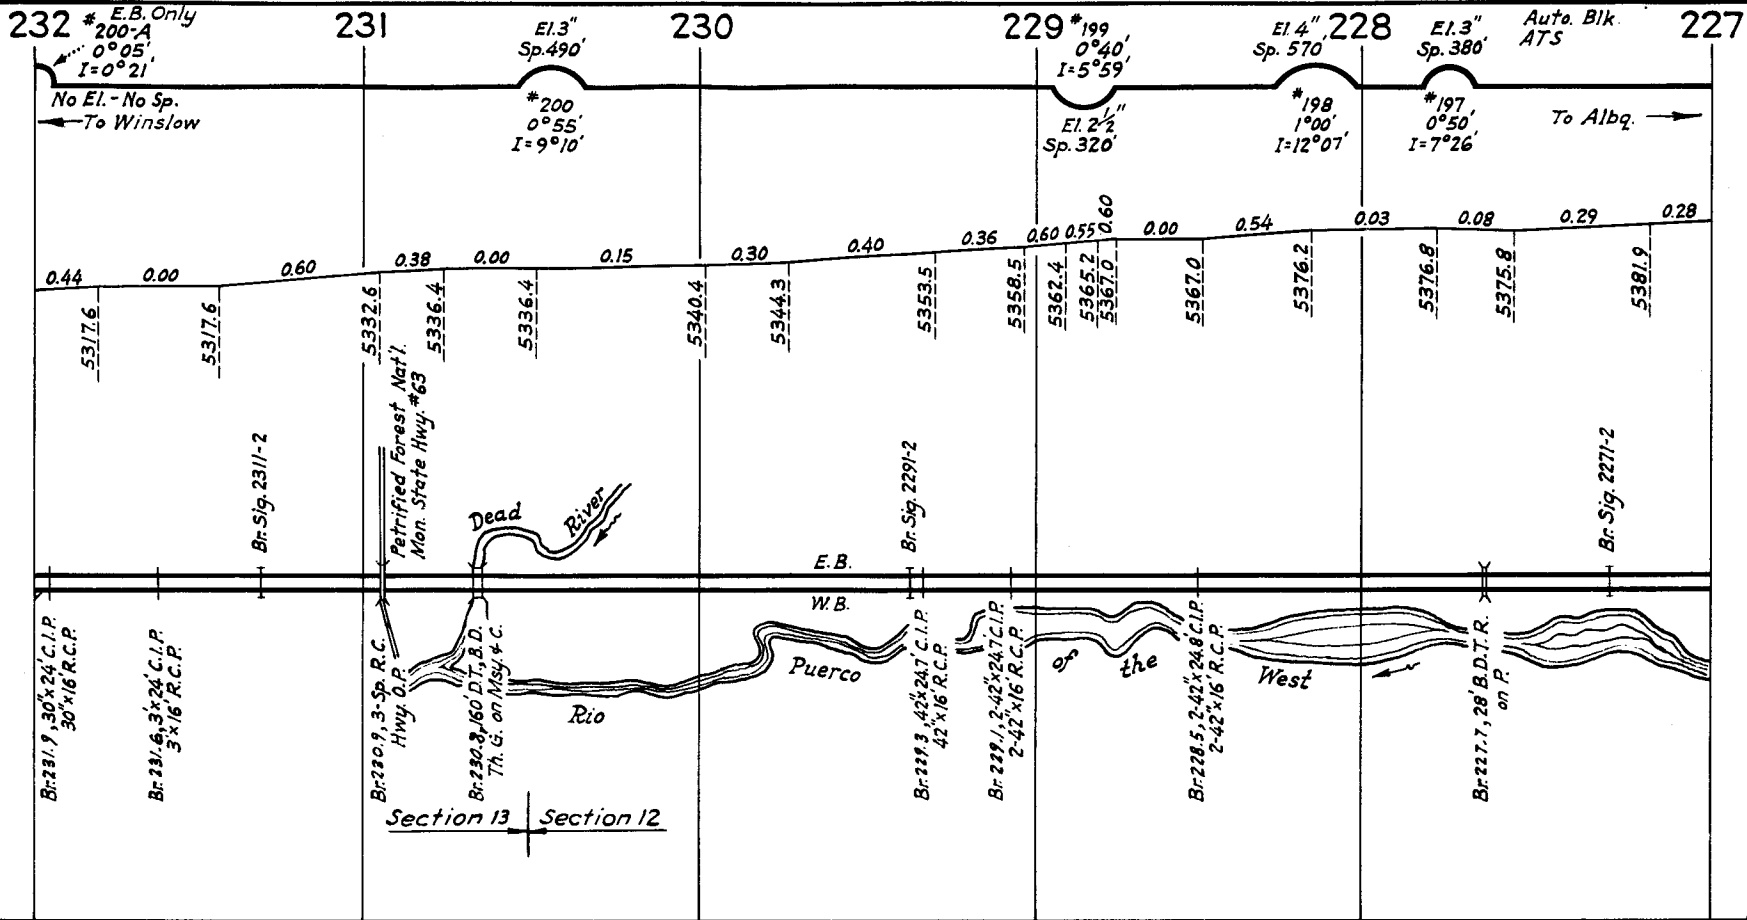 232
231
230
229
228
227
# E.B. Only
200-A
0°05'
I=0°21'
No El.-No Sp.
To Winslow
El.3"
Sp.490'
#200
0°55'
I=9°10'
#199
0°40'
I=5°59'
El. 2½"
Sp.320'
El. 4"
Sp. 570'
#198
1°00'
I=12°07'
El.3"
Sp. 380'
#197
0°50'
I=7°26'
Auto. Blk.
ATS
To Albq.
0.44
0.00
0.60
0.38
0.00
0.15
0.30
0.40
0.36
0.60
0.55
0.60
0.00
0.54
0.03
0.08
0.29
0.28
5317.6
5317.6
5332.6
5336.4
5336.4
5340.4
5344.3
5353.5
5358.5
5362.4
5365.2
5367.0
5367.0
5376.2
5376.8
5375.8
5381.9
Br. Sig. 2311-2
Petrified Forest Nat'l.
Mon. State Hwy. #63
Dead River
Br. Sig. 2291-2
Br. Sig. 2271-2
E.B.
W.B.
Br. 231.9, 30"x24' C.I.P.
30"x16' R.C.P.
Br. 231.6, 3'x24' C.I.P.
3'x16' R.C.P.
Br. 230.9, 3-Sp. R.C.
Hwy. O.P.
Br. 230.8, 160' D.T., B.D.
Th. G. on Msy. & C.
Rio Puerco of the West
Br. 229.3, 42"x24.7' C.I.P.
42"x16' R.C.P.
Br. 229.1, 2-42"x24.7' C.I.P.
2-42"x16' R.C.P.
Br. 228.5, 2-42"x24.8' C.I.P.
2-42"x16' R.C.P.
Br. 227.7, 28' B.D.T.R.
on P.
Section 13
Section 12